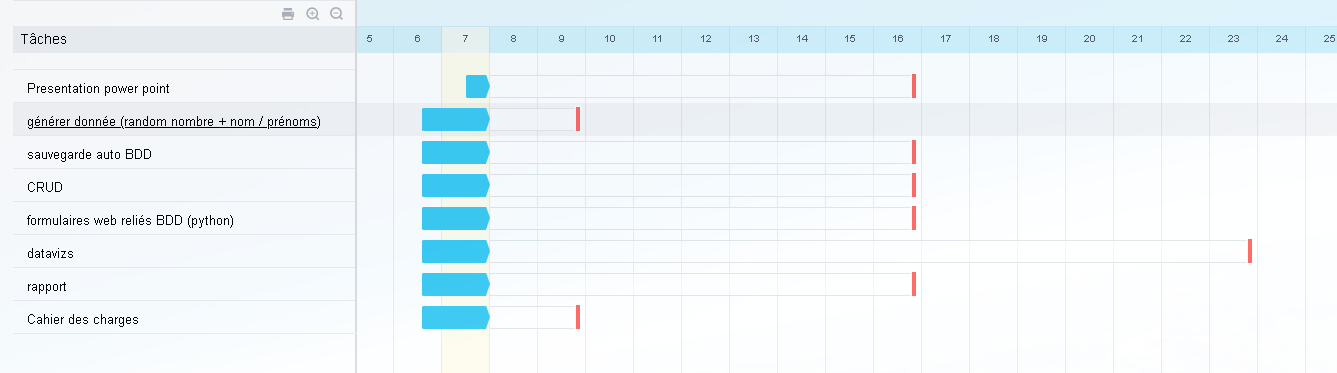 Tâches
5 6 7 8 9 10 11 12 13 14 15 16 17 18 19 20 21 22 23 24 25
Presentation power point
générer donnée (random nombre + nom / prénoms)
sauvegarde auto BDD
CRUD
formulaires web reliés BDD (python)
datavizs
rapport
Cahier des charges